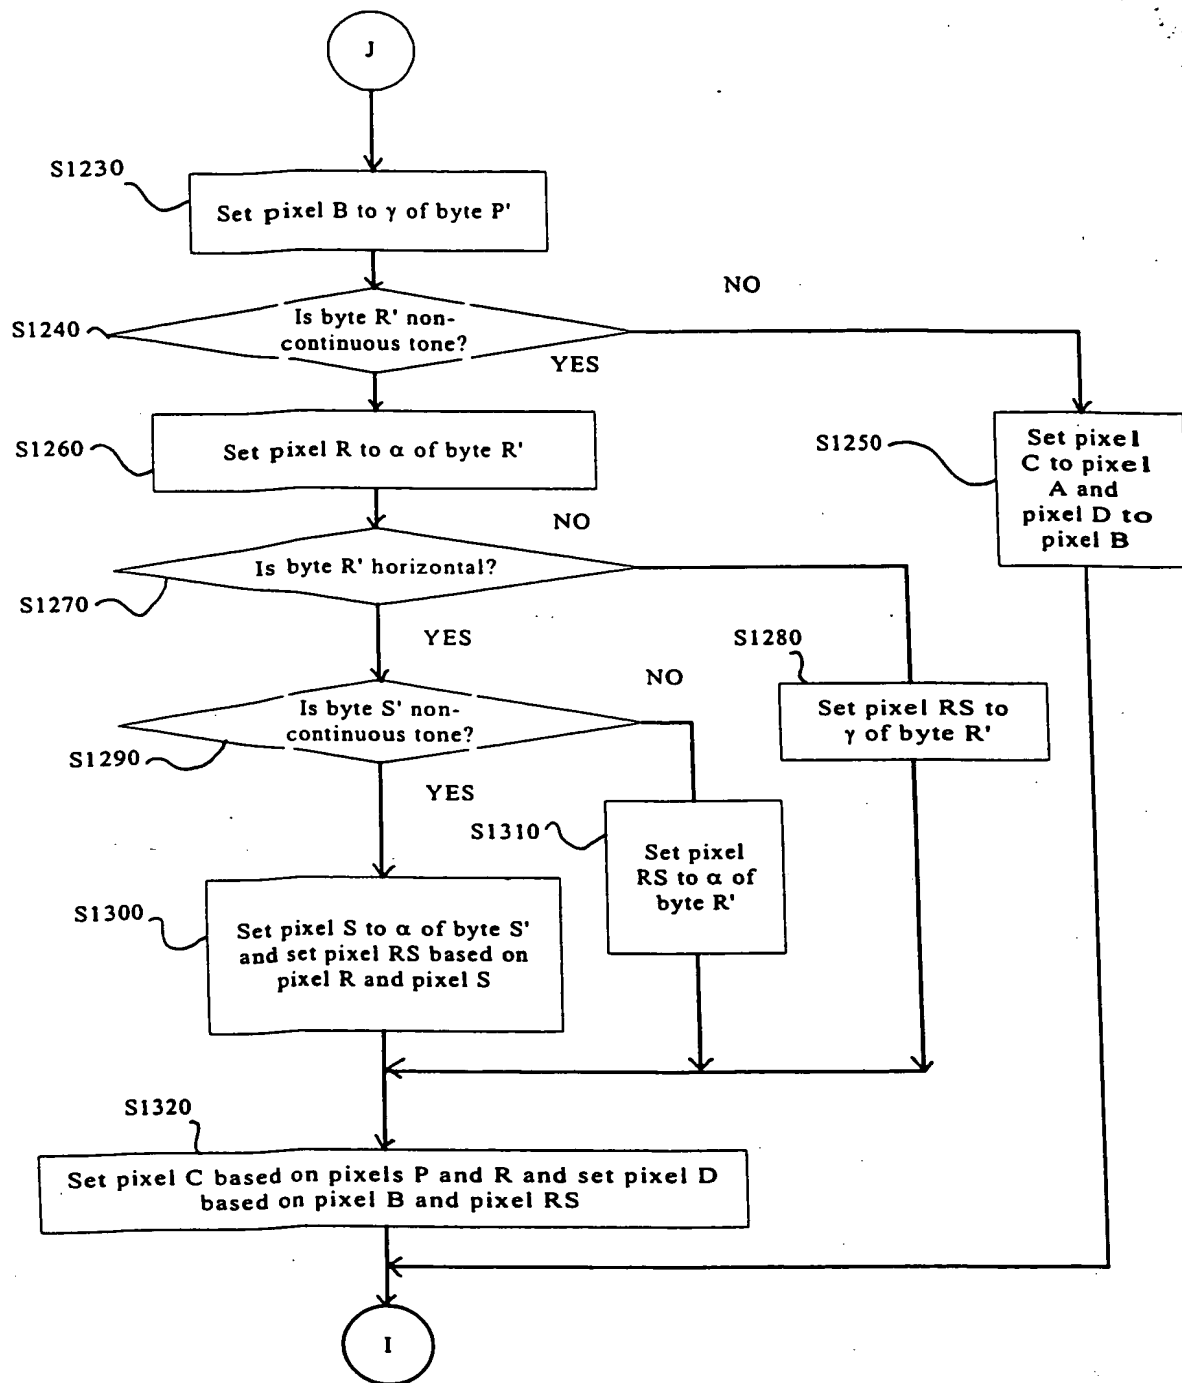 J
S1230
Set pixel B to γ of byte P'
NO
S1240
Is byte R' non-
continuous tone?
YES
S1260
Set pixel R to α of byte R'
S1250
Set pixel
C to pixel
A and
pixel D to
pixel B
NO
Is byte R' horizontal?
S1270
YES
S1280
Set pixel RS to
γ of byte R'
NO
Is byte S' non-
continuous tone?
S1290
YES
S1310
Set pixel
RS to α of
byte R'
S1300
Set pixel S to α of byte S'
and set pixel RS based on
pixel R and pixel S
S1320
Set pixel C based on pixels P and R and set pixel D
based on pixel B and pixel RS
I